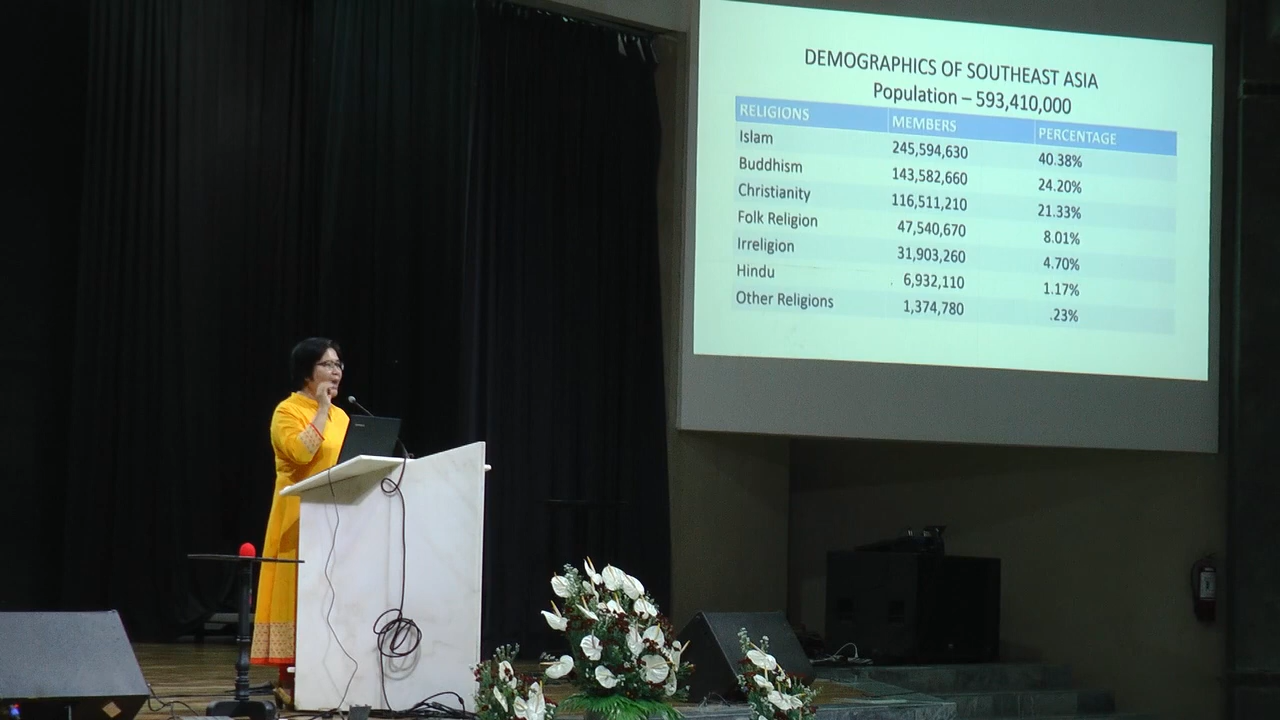 DEMOGRAPHICS OF SOUTHEAST ASIA
Population – 593,410,000
RELIGIONS MEMBERS PERCENTAGE
Islam 245,594,630 40.38%
Buddhism 143,582,660 24.20%
Christianity 116,511,210 21.33%
Folk Religion 47,540,670 8.01%
Irreligion 31,903,260 4.70%
Hindu 6,932,110 1.17%
Other Religions 1,374,780 .23%